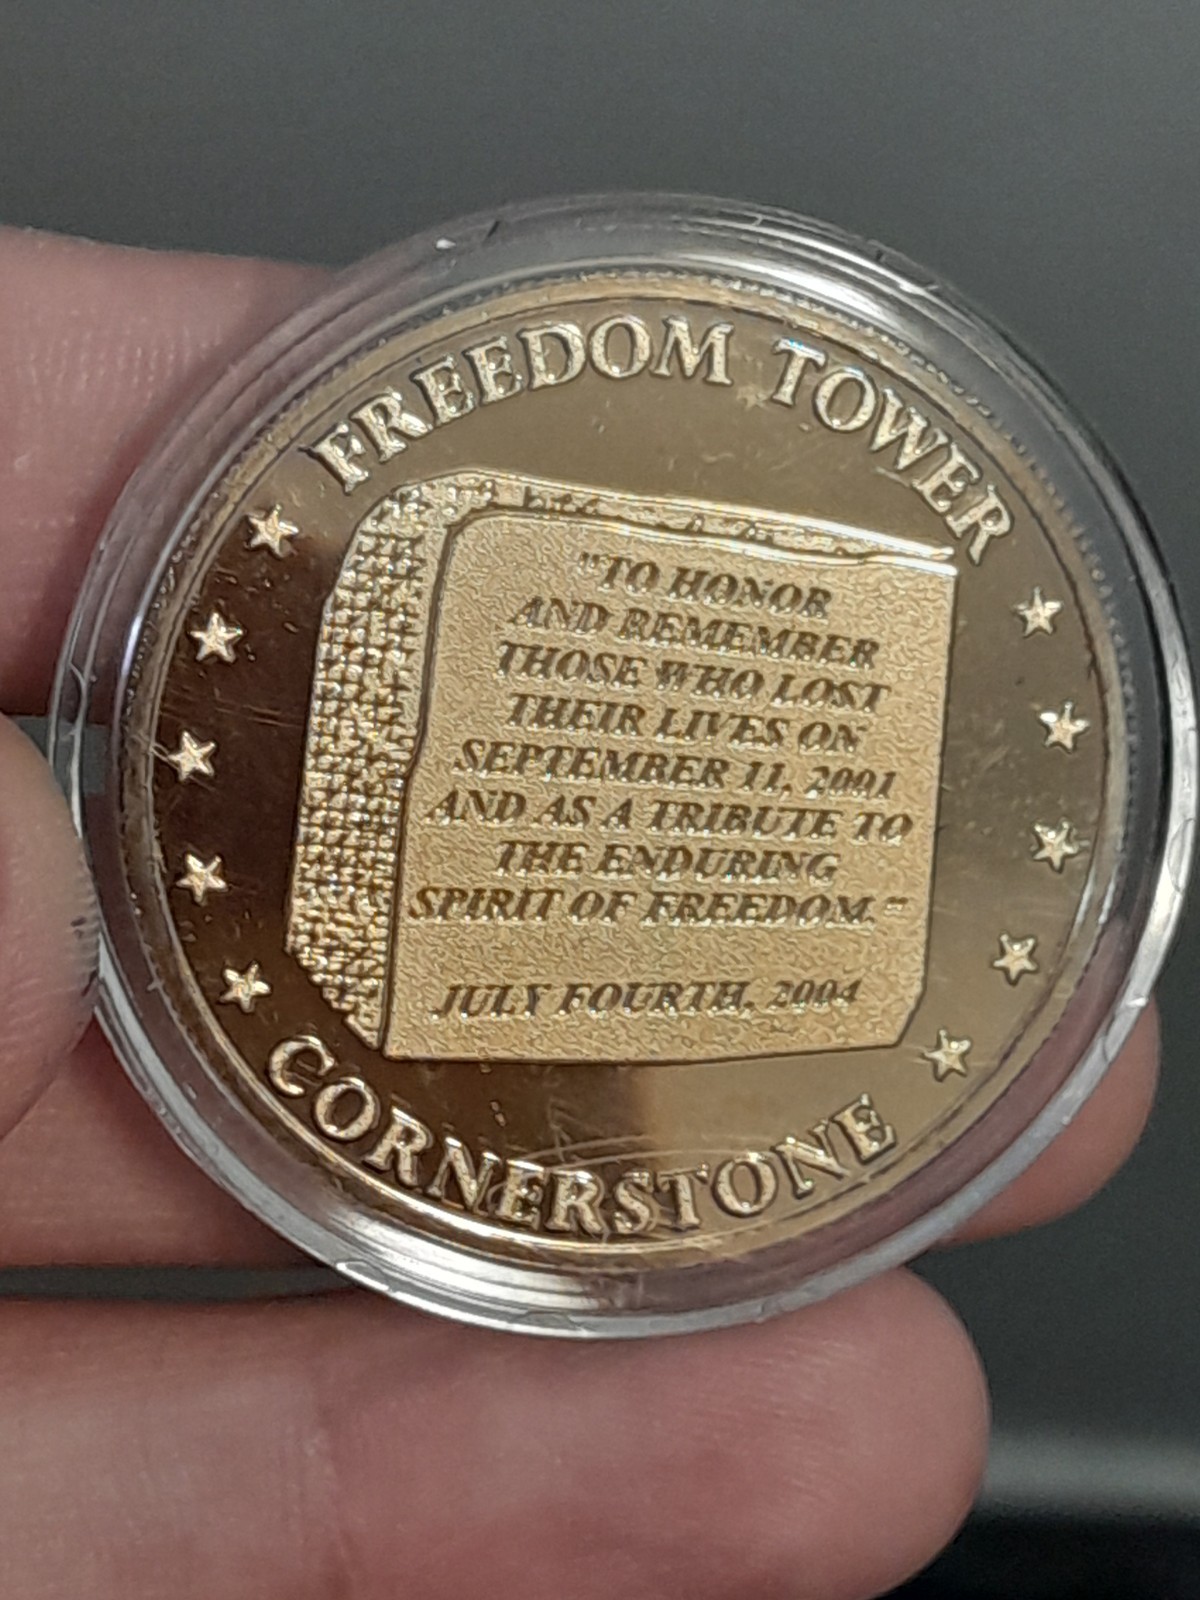 FREEDOM TOWER
"TO HONOR
AND REMEMBER
THOSE WHO LOST
THEIR LIVES ON
SEPTEMBER 11, 2001
AND AS A TRIBUTE TO
THE ENDURING
SPIRIT OF FREEDOM."
JULY FOURTH, 2004
CORNERSTONE